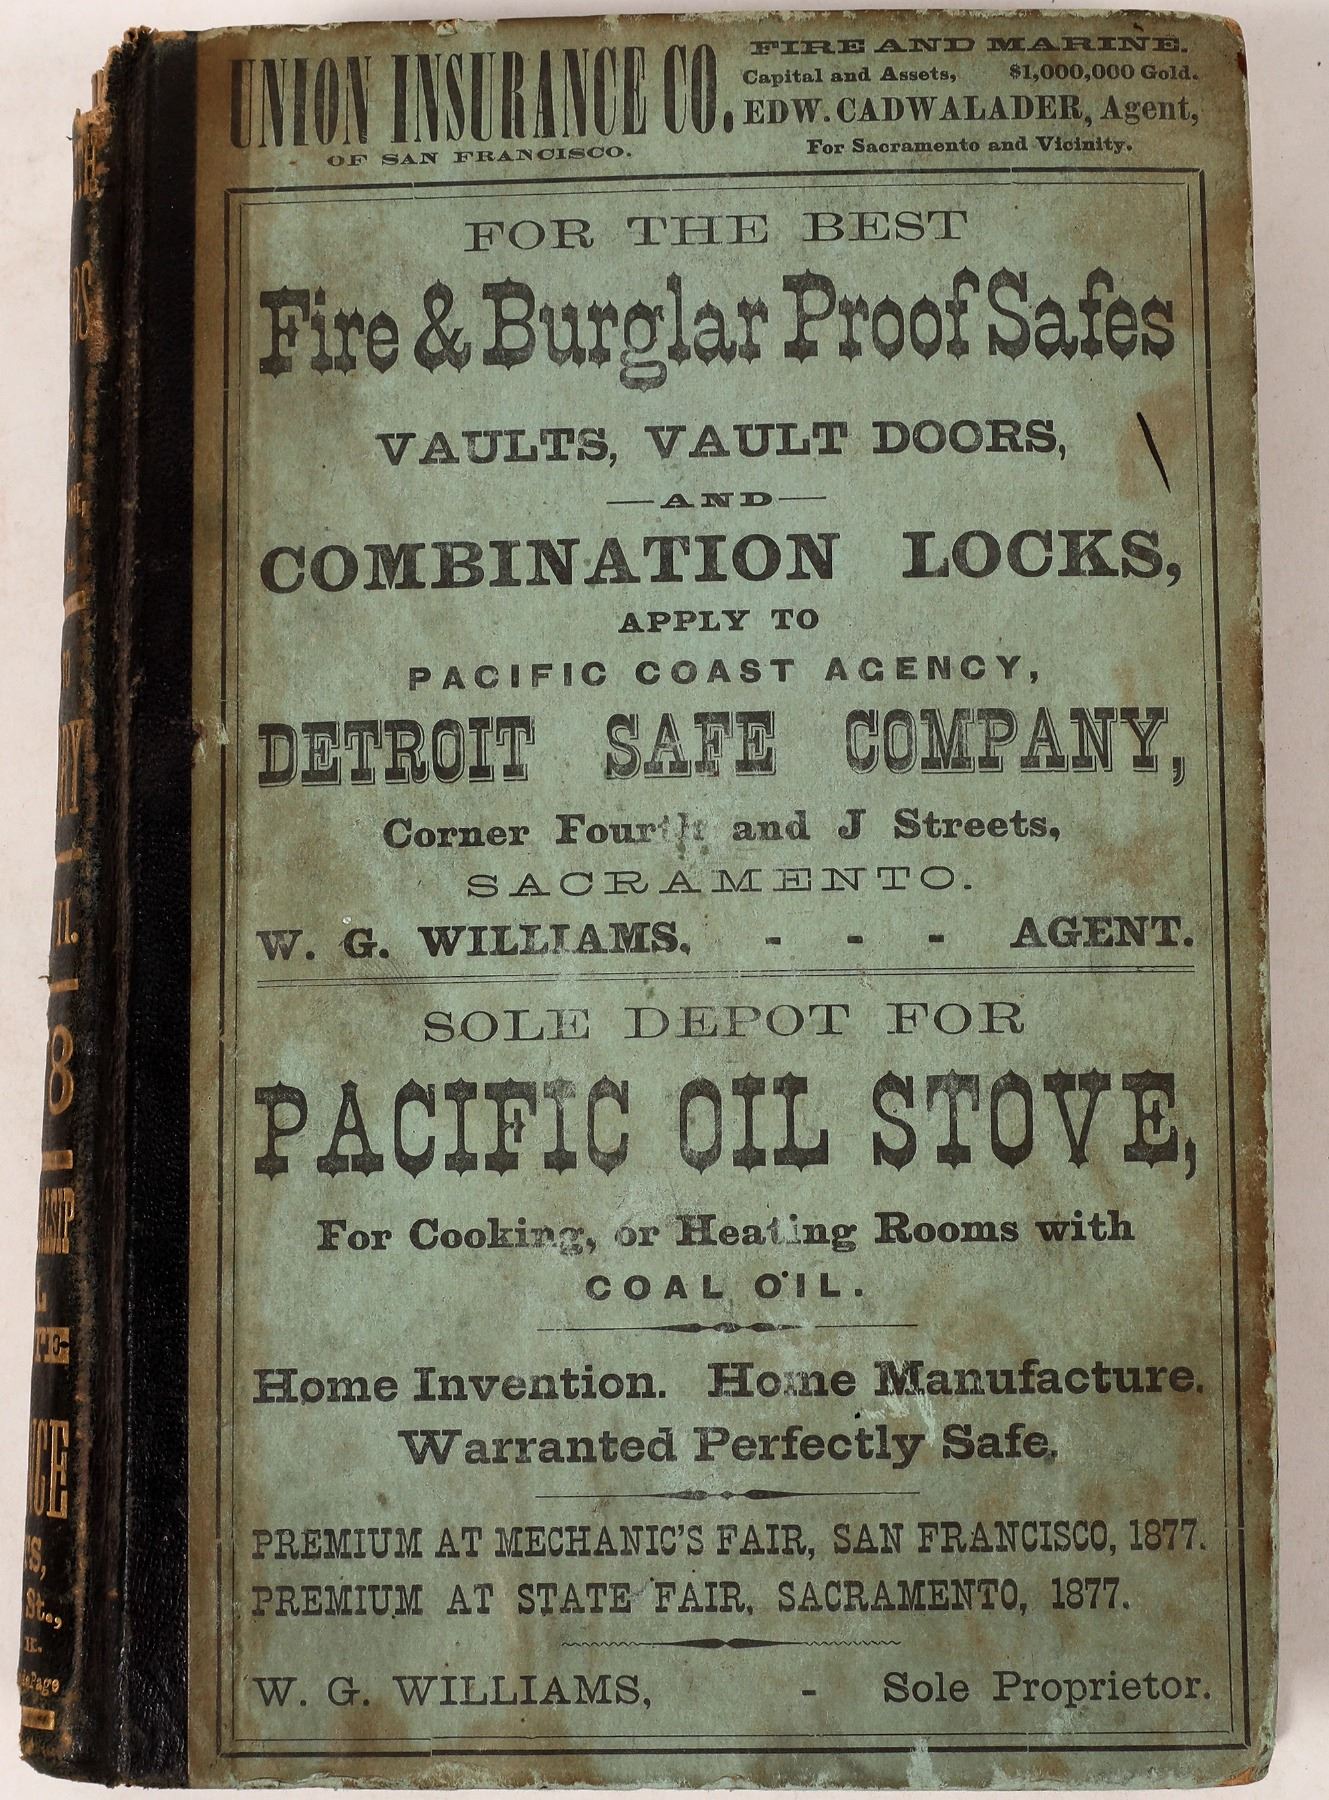 UNION INSURANCE CO.
OF SAN FRANCISCO.
FIRE AND MARINE.
Capital and Assets, $1,000,000 Gold.
EDW. CADWALADER, Agent,
For Sacramento and Vicinity.
FOR THE BEST
Fire & Burglar Proof Safes
VAULTS, VAULT DOORS,
—AND—
COMBINATION LOCKS,
APPLY TO
PACIFIC COAST AGENCY,
DETROIT SAFE COMPANY,
Corner Fourth and J Streets,
SACRAMENTO.
W. G. WILLIAMS, - - - AGENT.
SOLE DEPOT FOR
PACIFIC OIL STOVE,
For Cooking, or Heating Rooms with
COAL OIL.
Home Invention. Home Manufacture.
Warranted Perfectly Safe.
PREMIUM AT MECHANIC'S FAIR, SAN FRANCISCO, 1877.
PREMIUM AT STATE FAIR, SACRAMENTO, 1877.
W. G. WILLIAMS, - Sole Proprietor.
8
St.,